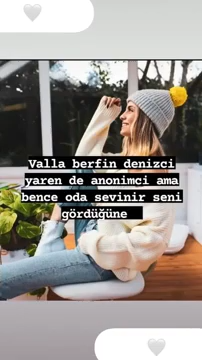 Valla berfin denizci
yaren de anonimci ama
bence oda sevinir seni
gördüğüne